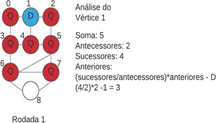 0 1 2
Q D Q
3 4 5
Q Q Q
6 7
Q Q
8
Rodada 1
Análise do
Vértice 1
Soma: 5
Antecessores: 2
Sucessores: 4
Anteriores:
(sucessores/antecessores)*anteriores - D
(4/2)*2 -1 = 3